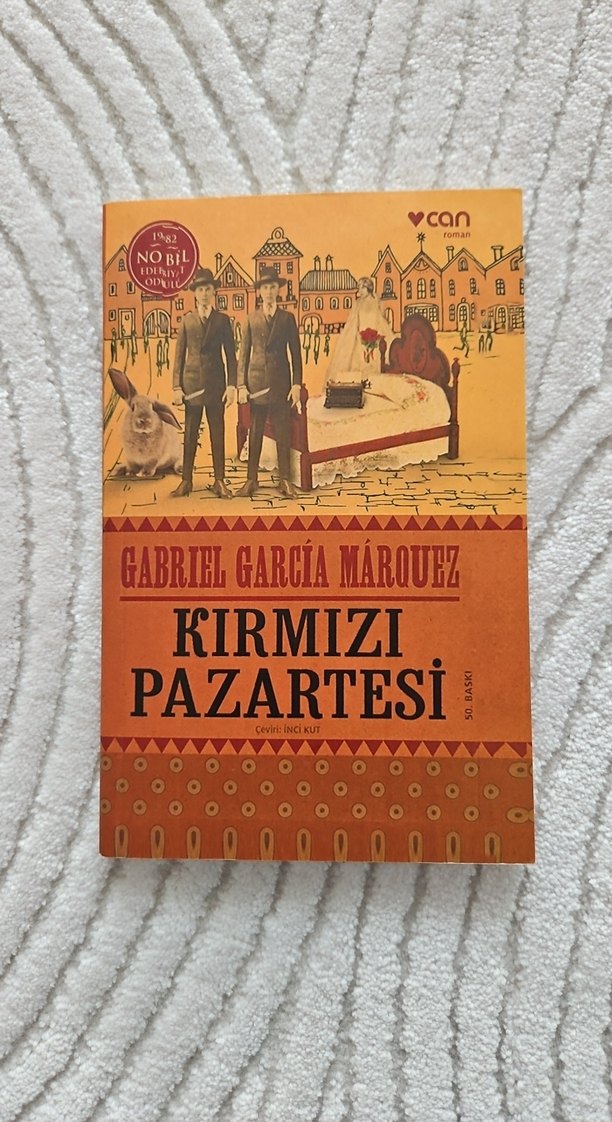 can
roman
1982
NOBEL
EDEBİYAT
ÖDÜLÜ
GABRIEL GARCÍA MÁRQUEZ
KIRMIZI
PAZARTESİ
Çeviri: İNCİ KUT
50. BASKI